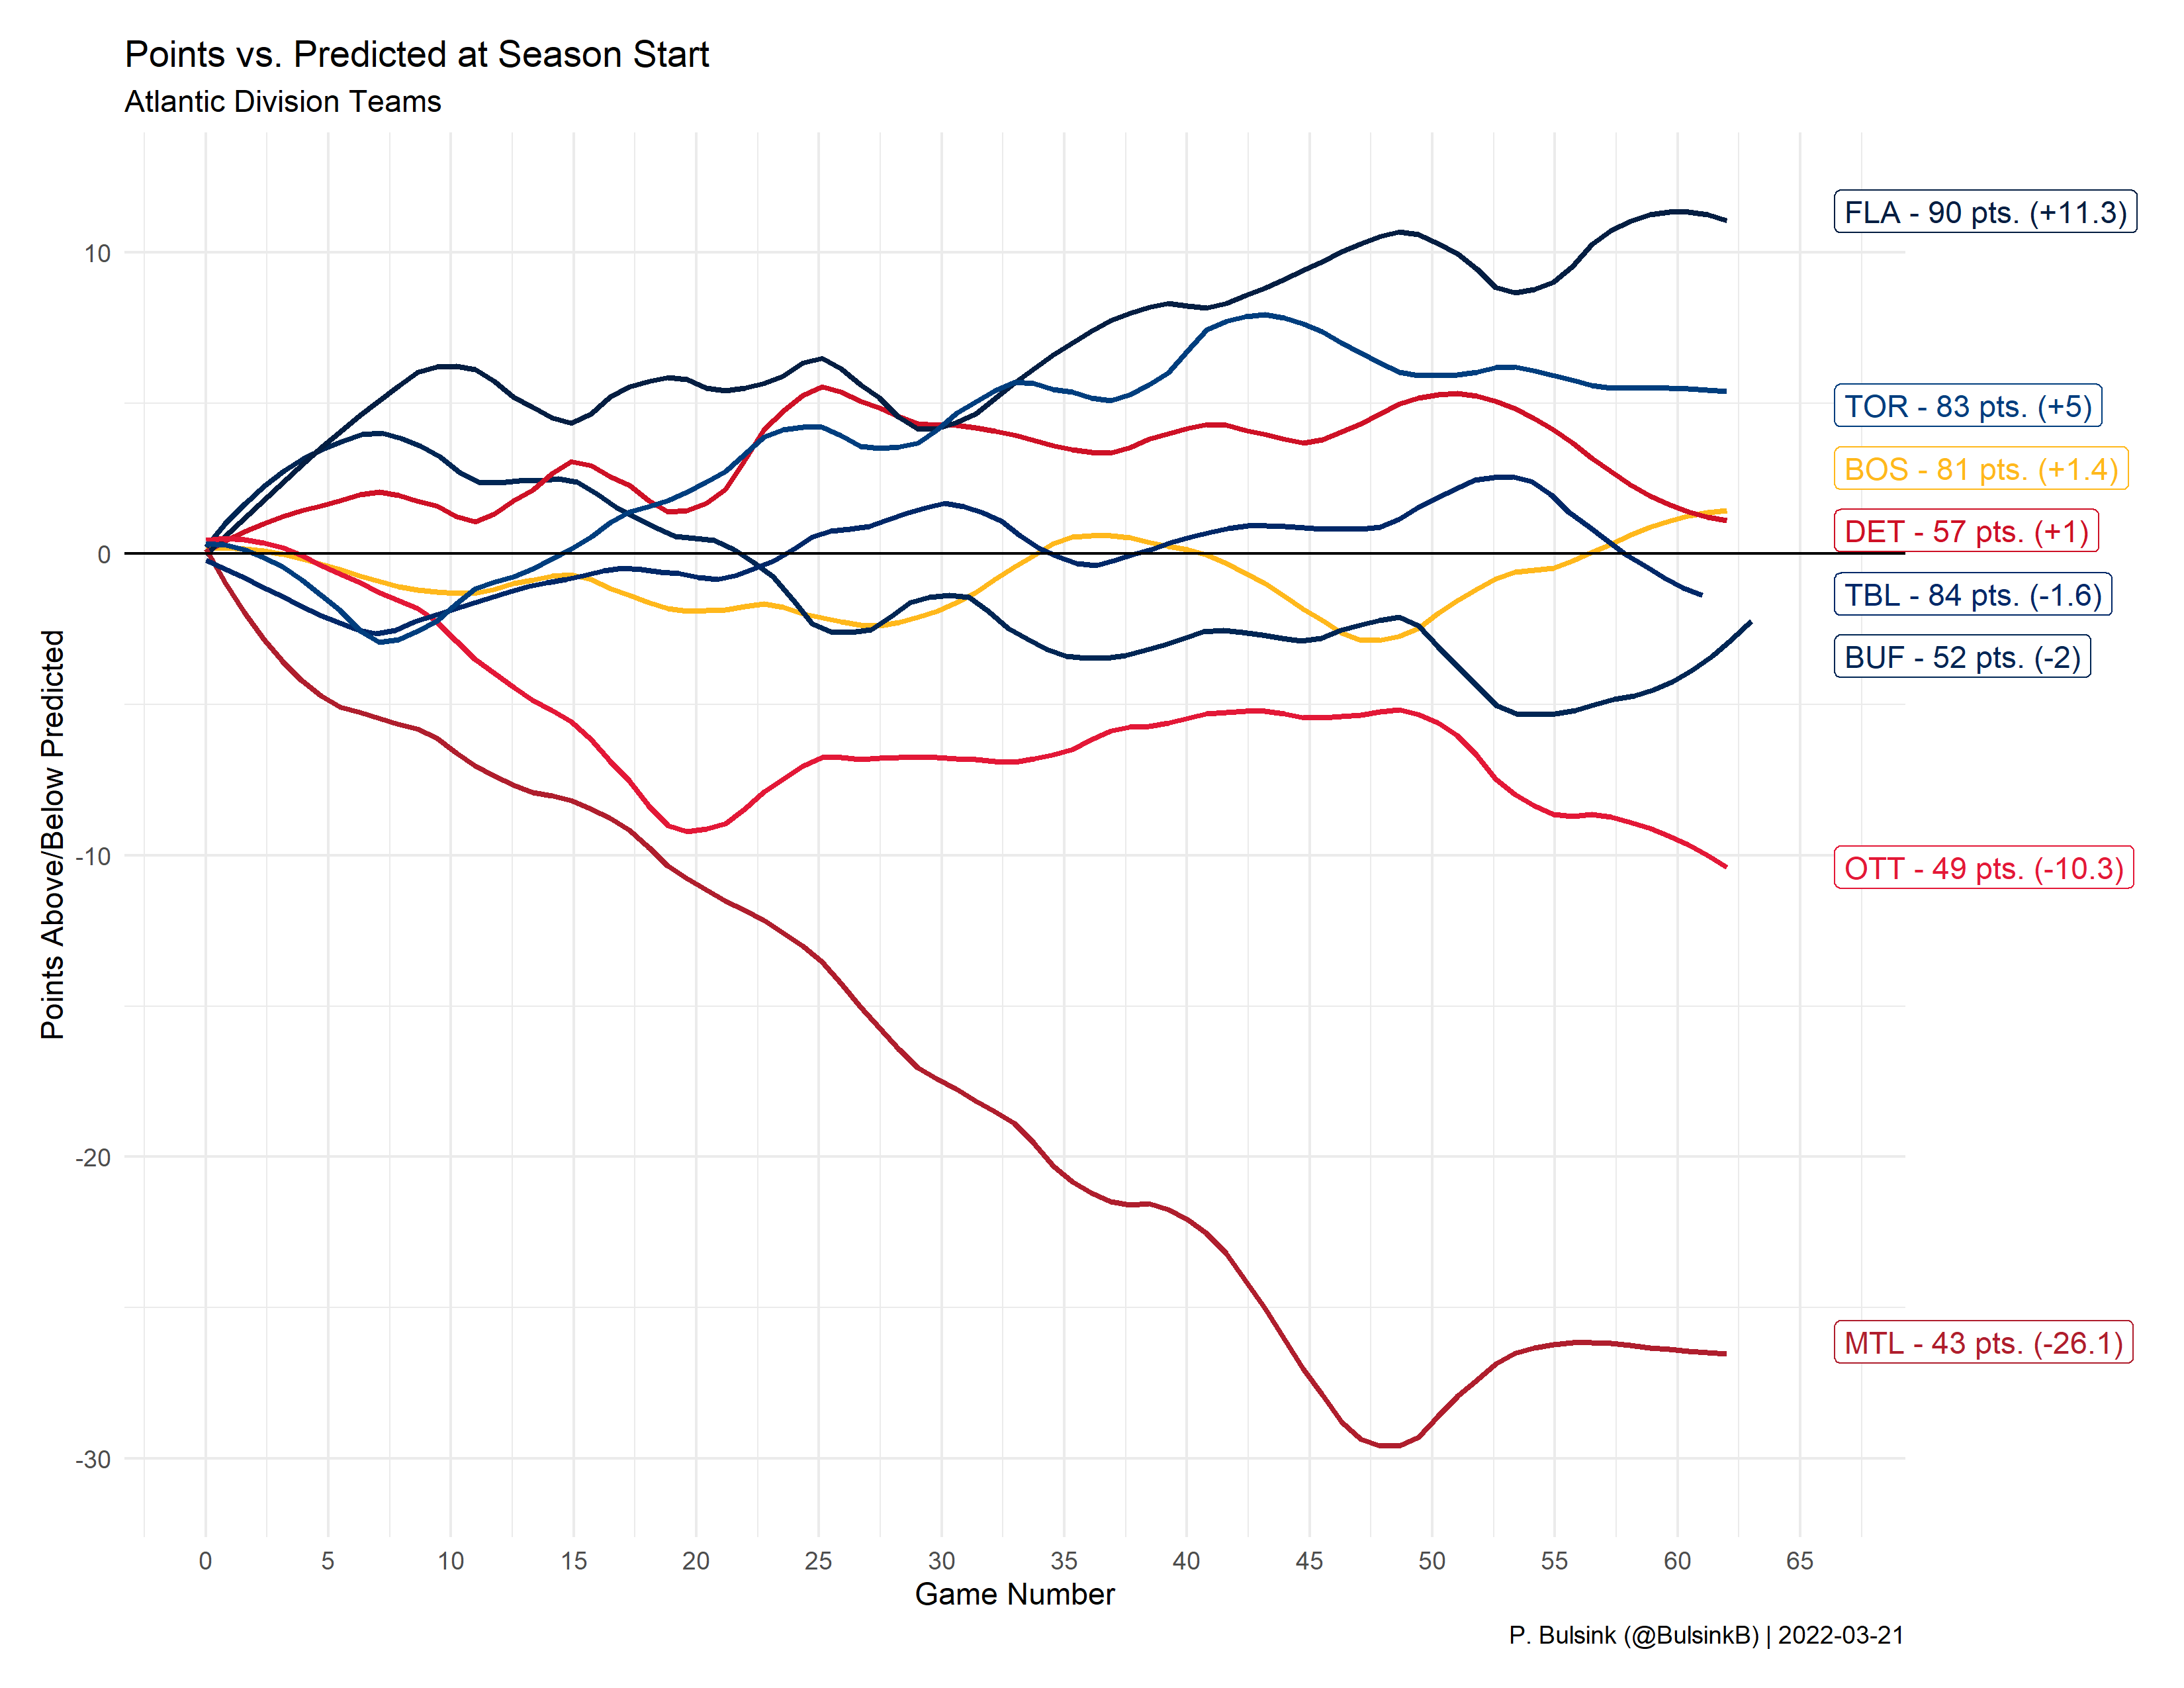 Points vs. Predicted at Season Start
Atlantic Division Teams
Points Above/Below Predicted
10
0
-10
-20
-30
FLA - 90 pts. (+11.3)
TOR - 83 pts. (+5)
BOS - 81 pts. (+1.4)
DET - 57 pts. (+1)
TBL - 84 pts. (-1.6)
BUF - 52 pts. (-2)
OTT - 49 pts. (-10.3)
MTL - 43 pts. (-26.1)
0 5 10 15 20 25 30 35 40 45 50 55 60 65
Game Number
P. Bulsink (@BulsinkB) | 2022-03-21